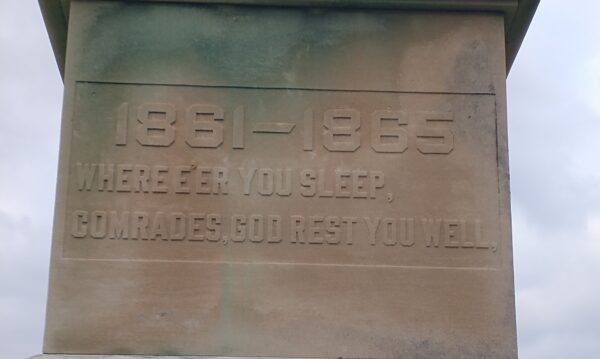 1861–1865
WHERE E'ER YOU SLEEP,
COMRADES, GOD REST YOU WELL,